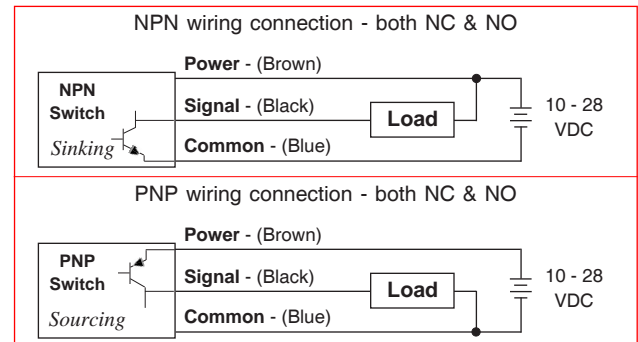 NPN wiring connection - both NC & NO
Power - (Brown)
NPN
Switch
Signal - (Black)
Load
10 - 28
VDC
Sinking
Common - (Blue)
PNP wiring connection - both NC & NO
Power - (Brown)
PNP
Switch
Signal - (Black)
Load
10 - 28
VDC
Sourcing
Common - (Blue)